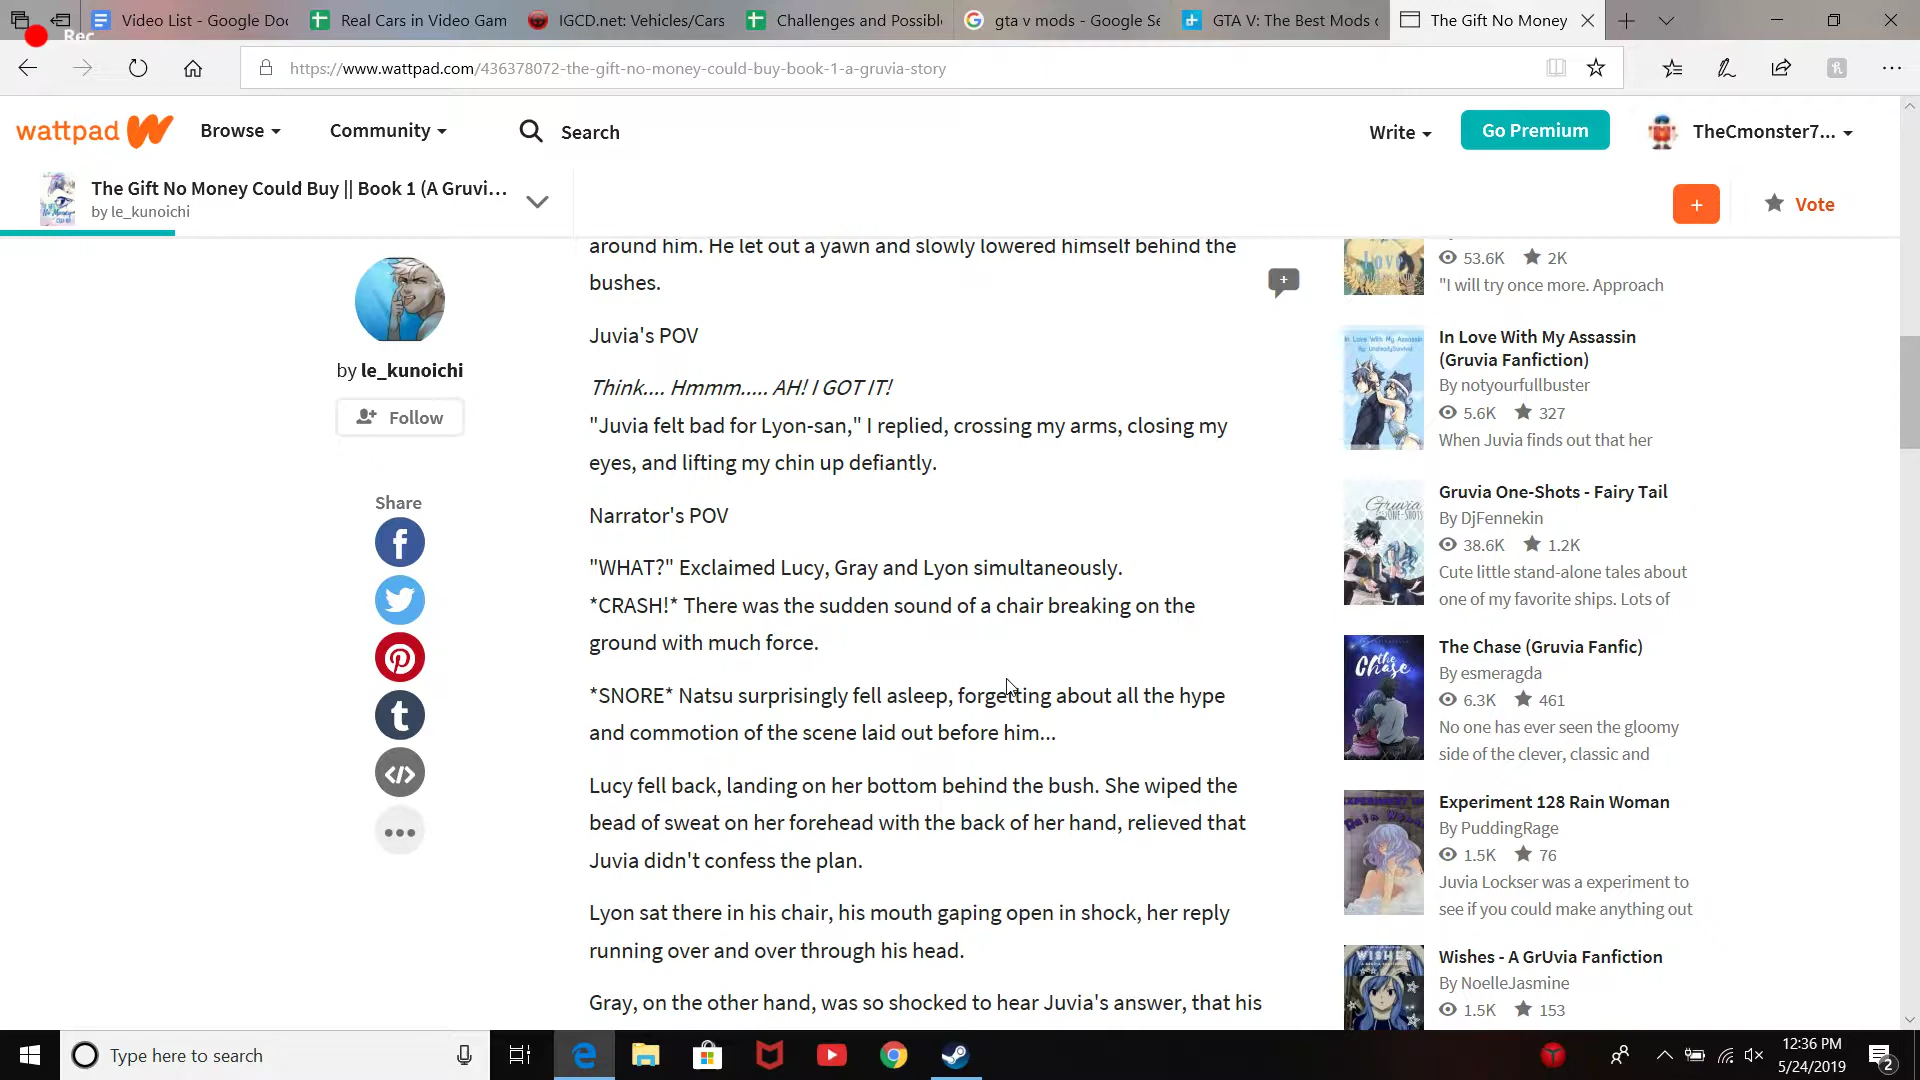 Rec
Video List - Google Doc
Real Cars in Video Gam
IGCD.net: Vehicles/Cars
Challenges and Possibl
gta v mods - Google Se
GTA V: The Best Mods
The Gift No Money
https://www.wattpad.com/436378072-the-gift-no-money-could-buy-book-1-a-gruvia-story
wattpad
Browse
Community
Search
Write
Go Premium
TheCmonster7...
The Gift No Money Could Buy || Book 1 (A Gruvi...
by le_kunoichi
+
Vote
by le_kunoichi
Follow
Share
around him. He let out a yawn and slowly lowered himself behind the
bushes.
Juvia's POV
Think.... Hmmm..... AH! I GOT IT!
"Juvia felt bad for Lyon-san," I replied, crossing my arms, closing my
eyes, and lifting my chin up defiantly.
Narrator's POV
"WHAT?" Exclaimed Lucy, Gray and Lyon simultaneously.
*CRASH!* There was the sudden sound of a chair breaking on the
ground with much force.
*SNORE* Natsu surprisingly fell asleep, forgetting about all the hype
and commotion of the scene laid out before him...
Lucy fell back, landing on her bottom behind the bush. She wiped the
bead of sweat on her forehead with the back of her hand, relieved that
Juvia didn't confess the plan.
Lyon sat there in his chair, his mouth gaping open in shock, her reply
running over and over through his head.
Gray, on the other hand, was so shocked to hear Juvia's answer, that his
Love
53.6K 2K
"I will try once more. Approach
In Love With My Assassin
In Love With My Assassin
(Gruvia Fanfiction)
By notyourfullbuster
5.6K 327
When Juvia finds out that her
Gruvia
ONE-SHOTS
Gruvia One-Shots - Fairy Tail
By DjFennekin
38.6K 1.2K
Cute little stand-alone tales about
one of my favorite ships. Lots of
the Chase
The Chase (Gruvia Fanfic)
By esmeragda
6.3K 461
No one has ever seen the gloomy
side of the clever, classic and
Experiment 128 Rain Woman
By PuddingRage
1.5K 76
Juvia Lockser was a experiment to
see if you could make anything out
WISHES
Wishes - A GrUvia Fanfiction
By NoelleJasmine
1.5K 153
Type here to search
12:36 PM
5/24/2019
2